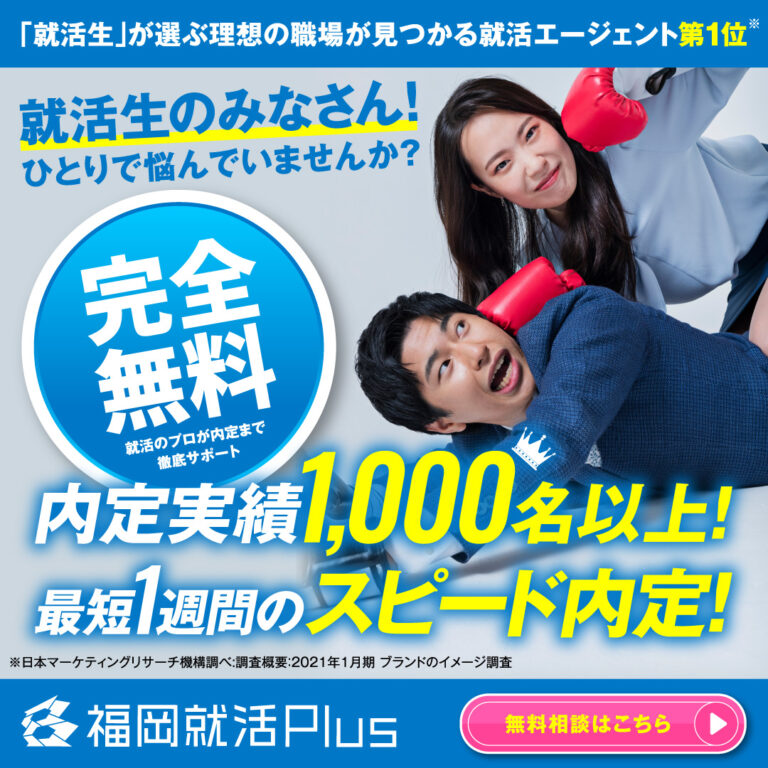 「就活生」が選ぶ理想の職場が見つかる就活エージェント第1位※
就活生のみなさん!
ひとりで悩んでいませんか?
完全
無料
就活のプロが内定まで
徹底サポート
内定実績1,000名以上!
最短1週間のスピード内定!
※日本マーケティングリサーチ機構調べ:調査概要:2021年1月期 ブランドのイメージ調査
福岡就活Plus
無料相談はこちら